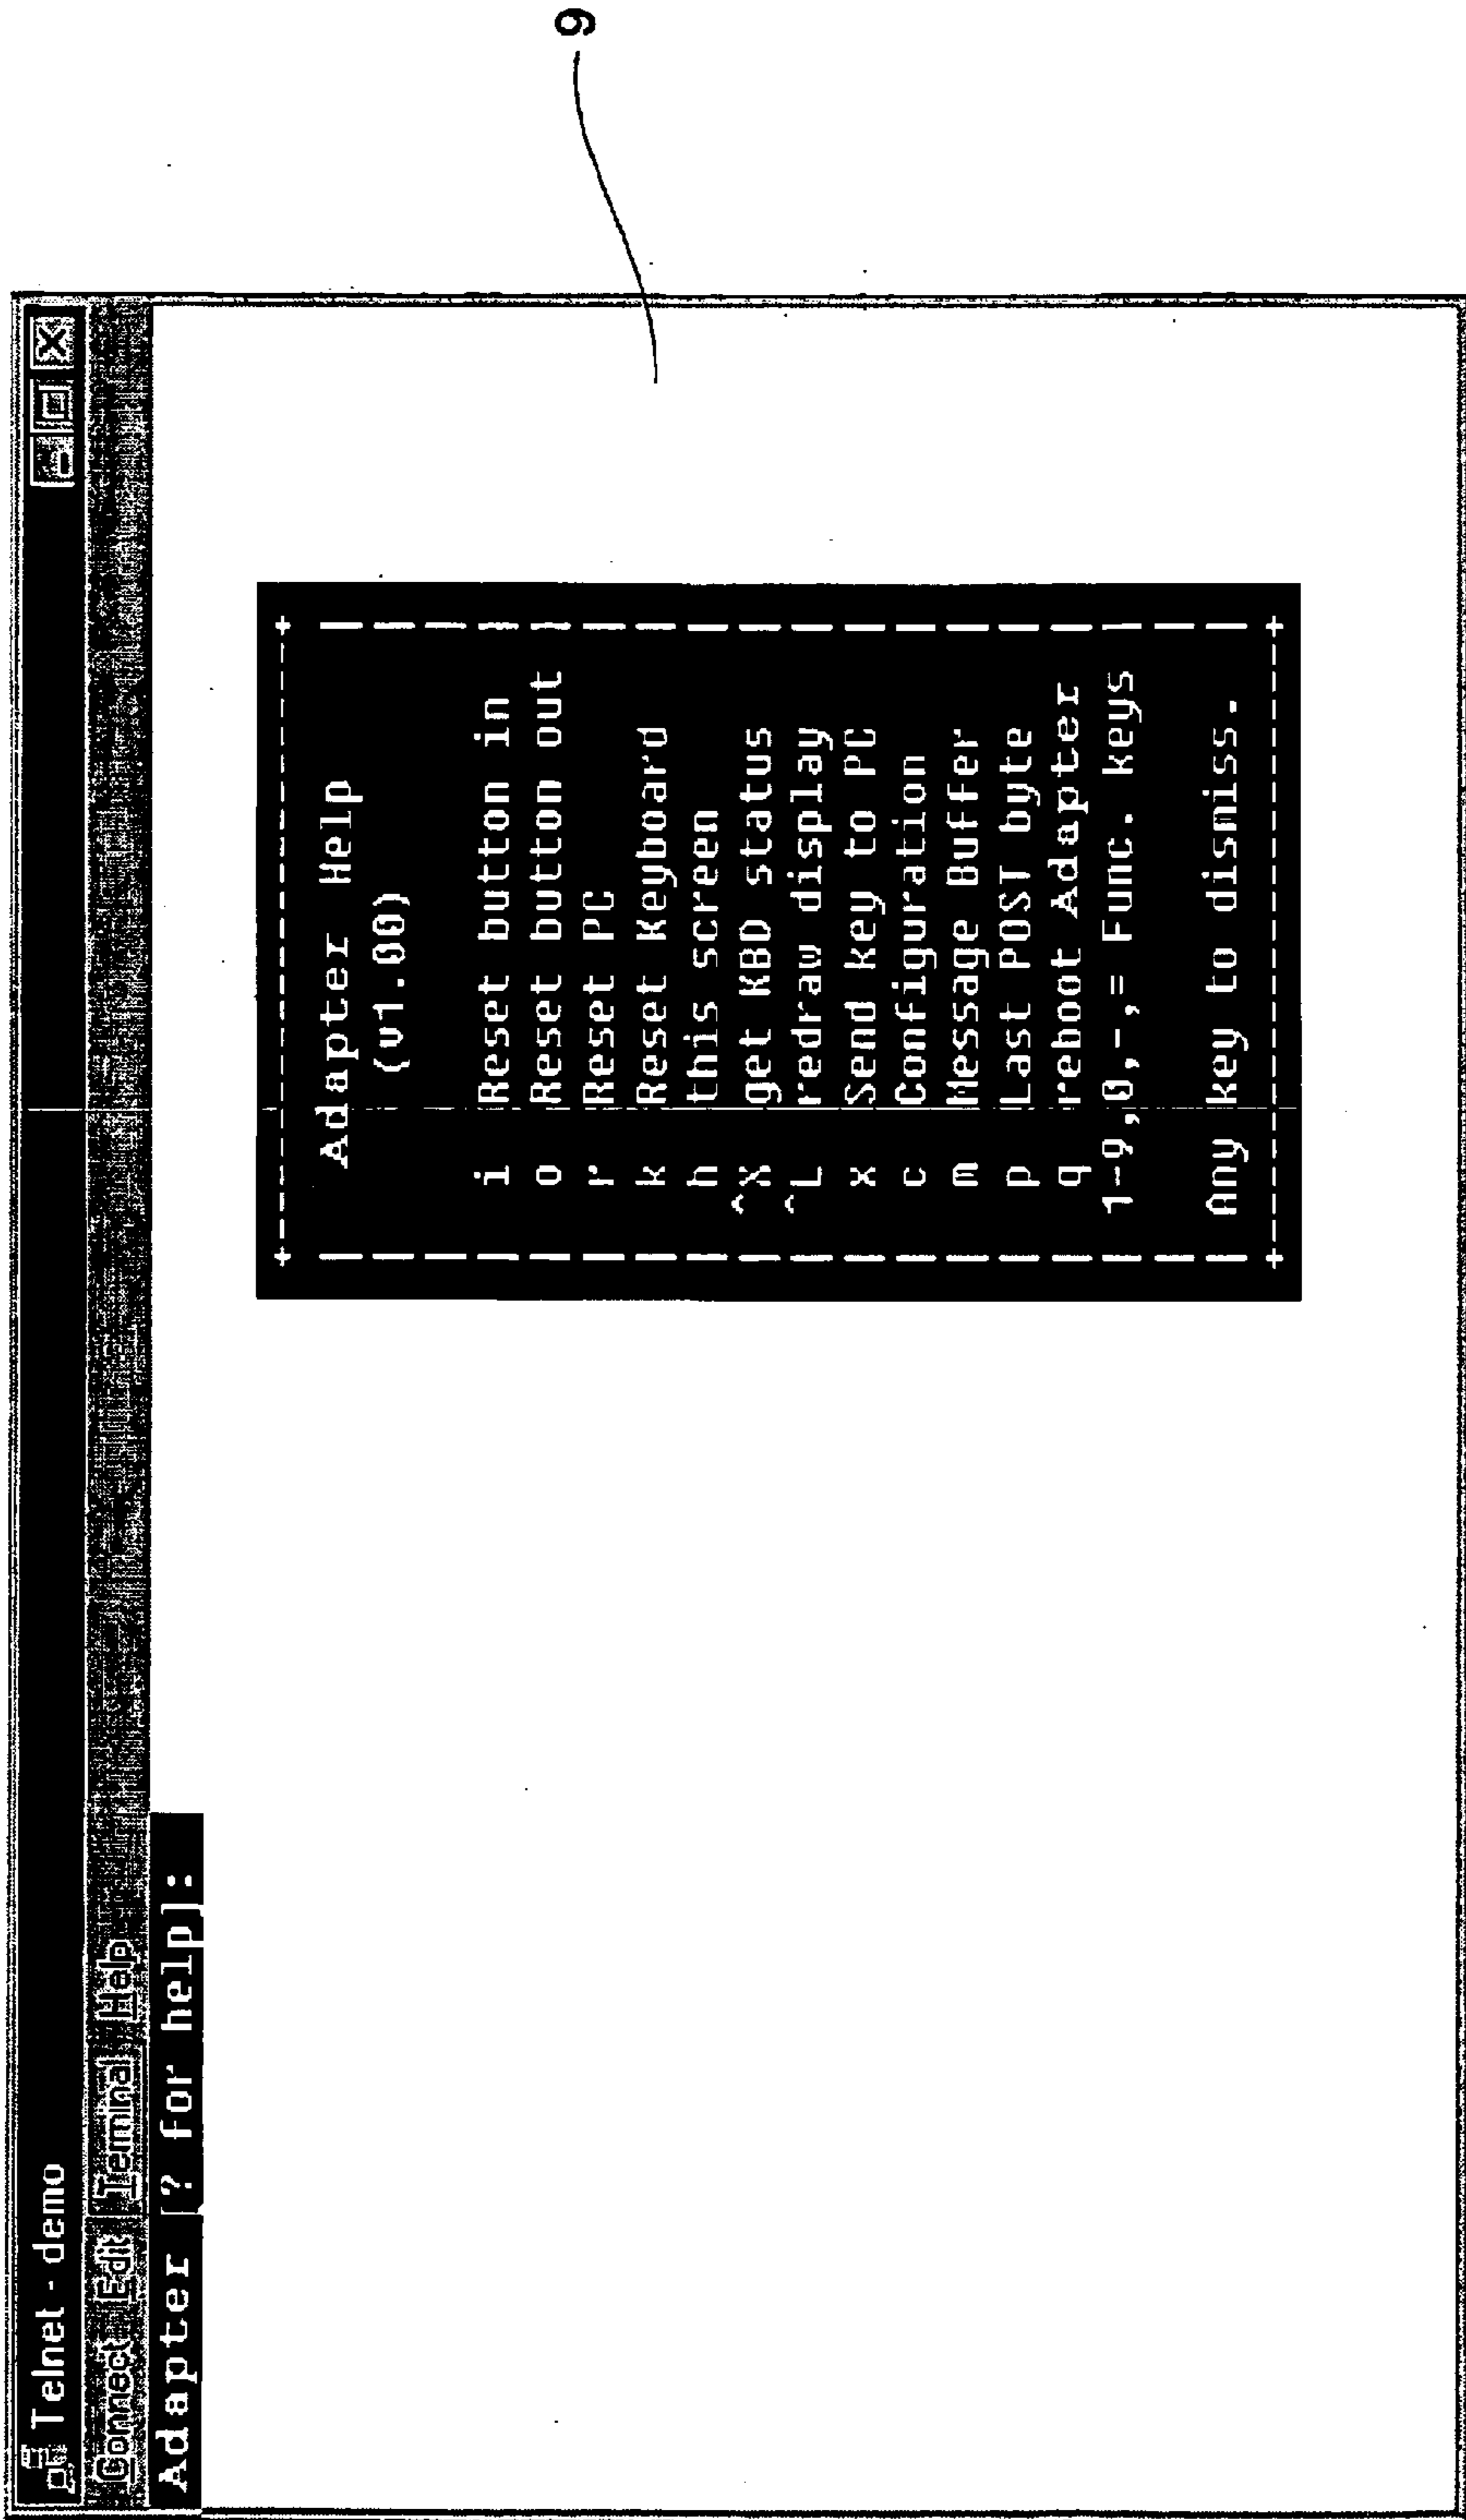 Telnet - demo
Connect Edit Terminal Help
Adapter [? for help]:
Adapter Help
(v1.00)
i Reset button in
o Reset button out
r Reset PC
k Reset Keyboard
h this screen
^X get KBD status
^L redraw display
x Send key to PC
c Configuration
m Message Buffer
p Last POST byte
q reboot Adapter
1-9,0,-,= Func. keys
Any key to dismiss.
9